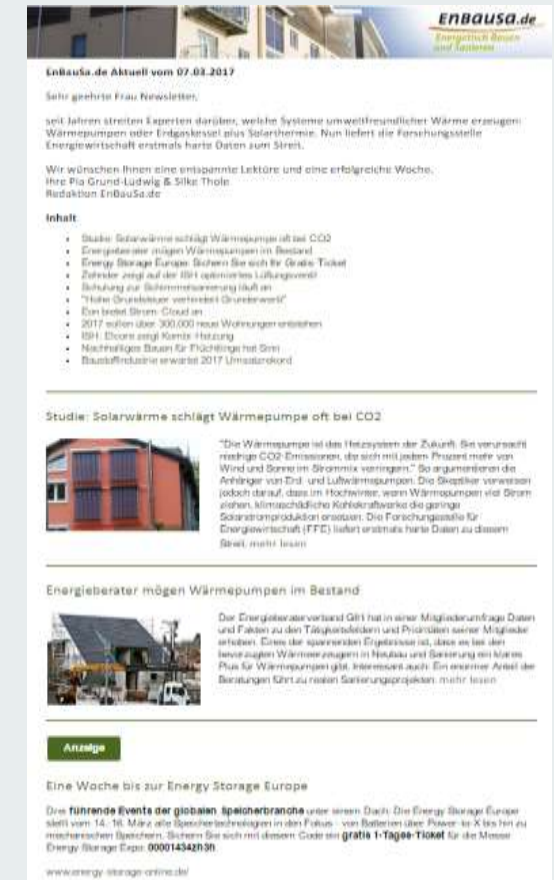 EnBauSa.de
Energetisch Bauen
und Sanieren
EnBauSa.de Aktuell vom 07.03.2017
Sehr geehrte Frau Newsletter,
seit Jahren streiten Experten darüber, welche Systeme umweltfreundlicher Wärme erzeugen:
Wärmepumpen oder Erdgaskessel plus Solarthermie. Nun liefert die Forschungsstelle
Energiewirtschaft erstmals harte Daten zum Streit.
Wir wünschen Ihnen eine entspannte Lektüre und eine erfolgreiche Woche.
Ihre Pia Grund-Ludwig & Silke Thole
Redaktion EnBauSa.de
Inhalt
Studie: Solarwärme schlägt Wärmepumpe oft bei CO2
Energieberater mögen Wärmepumpen im Bestand
Energy Storage Europe: Sichern Sie sich Ihr Gratis-Ticket
Zehnder zeigt auf der ISH optimiertes Lüftungsventil
Schulung zur Schimmelsanierung läuft an
"Hohe Grundsteuer verhindert Grunderwerb"
Eon bietet Strom-Cloud an
2017 sollen über 300.000 neue Wohnungen entstehen
ISH: Elcore zeigt Kombi-Heizung
Nachhaltiges Bauen für Flüchtlinge hat Sinn
Baustoffindustrie erwartet 2017 Umsatzrekord
Studie: Solarwärme schlägt Wärmepumpe oft bei CO2
"Die Wärmepumpe ist das Heizsystem der Zukunft. Sie verursacht
niedrige CO2-Emissionen, die sich mit jedem Prozent mehr von
Wind und Sonne im Strommix verringern." So argumentieren die
Anhänger von Erd- und Luftwärmepumpen. Die Skeptiker verweisen
jedoch darauf, dass im Hochwinter, wenn Wärmepumpen viel Strom
ziehen, klimaschädliche Kohlekraftwerke die geringe
Solarstromproduktion ersetzen. Die Forschungsstelle für
Energiewirtschaft (FFE) liefert erstmals harte Daten zu diesem
Streit. mehr lesen
Energieberater mögen Wärmepumpen im Bestand
Der Energieberaterverband GIH hat in einer Mitgliederumfrage Daten
und Fakten zu den Tätigkeitsfeldern und Prioritäten seiner Mitglieder
erhoben. Eines der spannenden Ergebnisse ist, dass es bei den
bevorzugten Wärmeerzeugern in Neubau und Sanierung ein klares
Plus für Wärmepumpen gibt. Interessant auch: Ein enormer Anteil der
Beratungen führt zu realen Sanierungsprojekten. mehr lesen
Anzeige
Eine Woche bis zur Energy Storage Europe
Drei führende Events der globalen Speicherbranche unter einem Dach: Die Energy Storage Europe
stellt vom 14.-16. März alle Speichertechnologien in den Fokus - von Batterien über Power-to-X bis hin zu
mechanischen Speichern. Sichern Sie sich mit diesem Code ein gratis 1-Tages-Ticket für die Messe
Energy Storage Expo: 00001434zh3h
www.energy-storage-online.de/